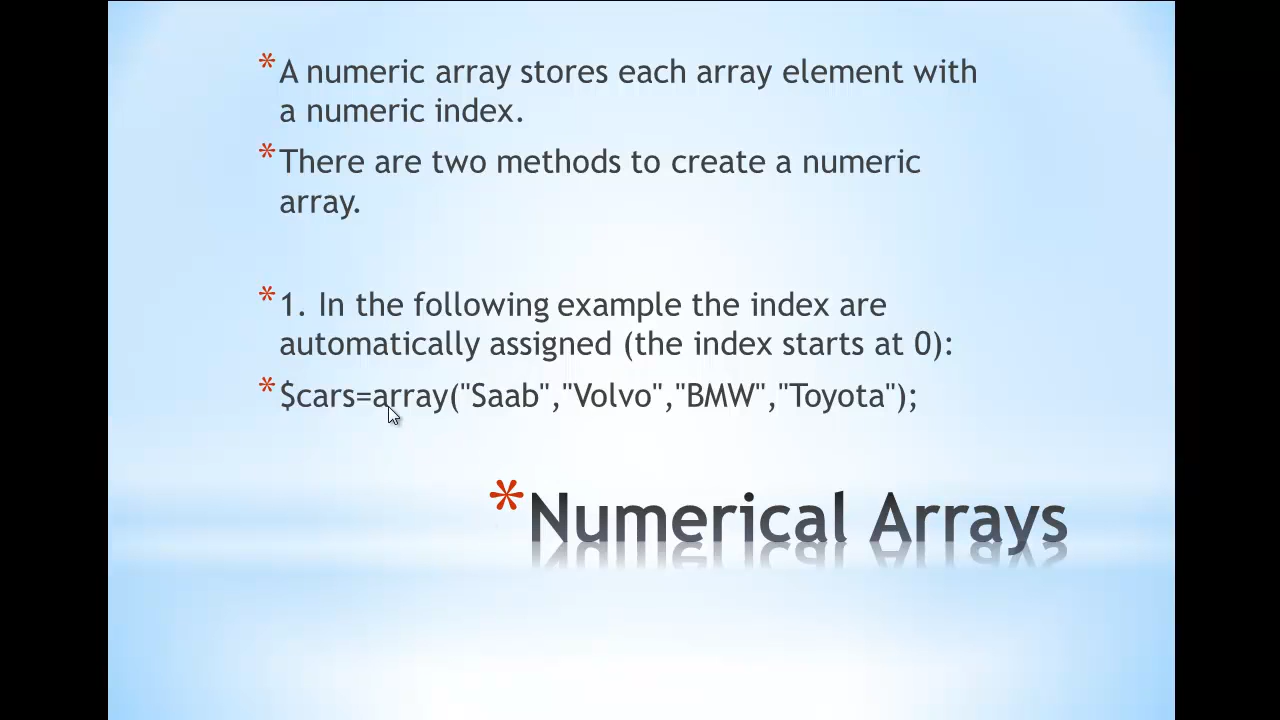 * A numeric array stores each array element with
a numeric index.
* There are two methods to create a numeric
array.
* 1. In the following example the index are
automatically assigned (the index starts at 0):
* $cars=array("Saab","Volvo","BMW","Toyota");
* Numerical Arrays